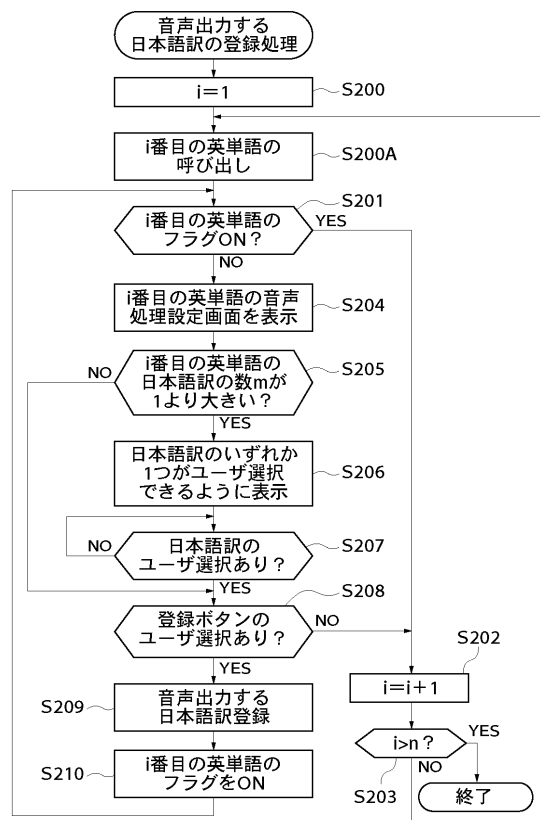 音声出力する
日本語訳の登録処理
i＝1
S200
i番目の英単語の
呼び出し
S200A
i番目の英単語の
フラグON？
S201
YES
NO
i番目の英単語の音声
処理設定画面を表示
S204
i番目の英単語の
日本語訳の数mが
1より大きい？
S205
NO
YES
日本語訳のいずれか
1つがユーザ選択
できるように表示
S206
日本語訳の
ユーザ選択あり？
S207
NO
YES
登録ボタンの
ユーザ選択あり？
S208
NO
YES
S202
i＝i＋1
音声出力する
日本語訳登録
S209
i>n？
YES
NO
S203
i番目の英単語の
フラグをON
S210
終了